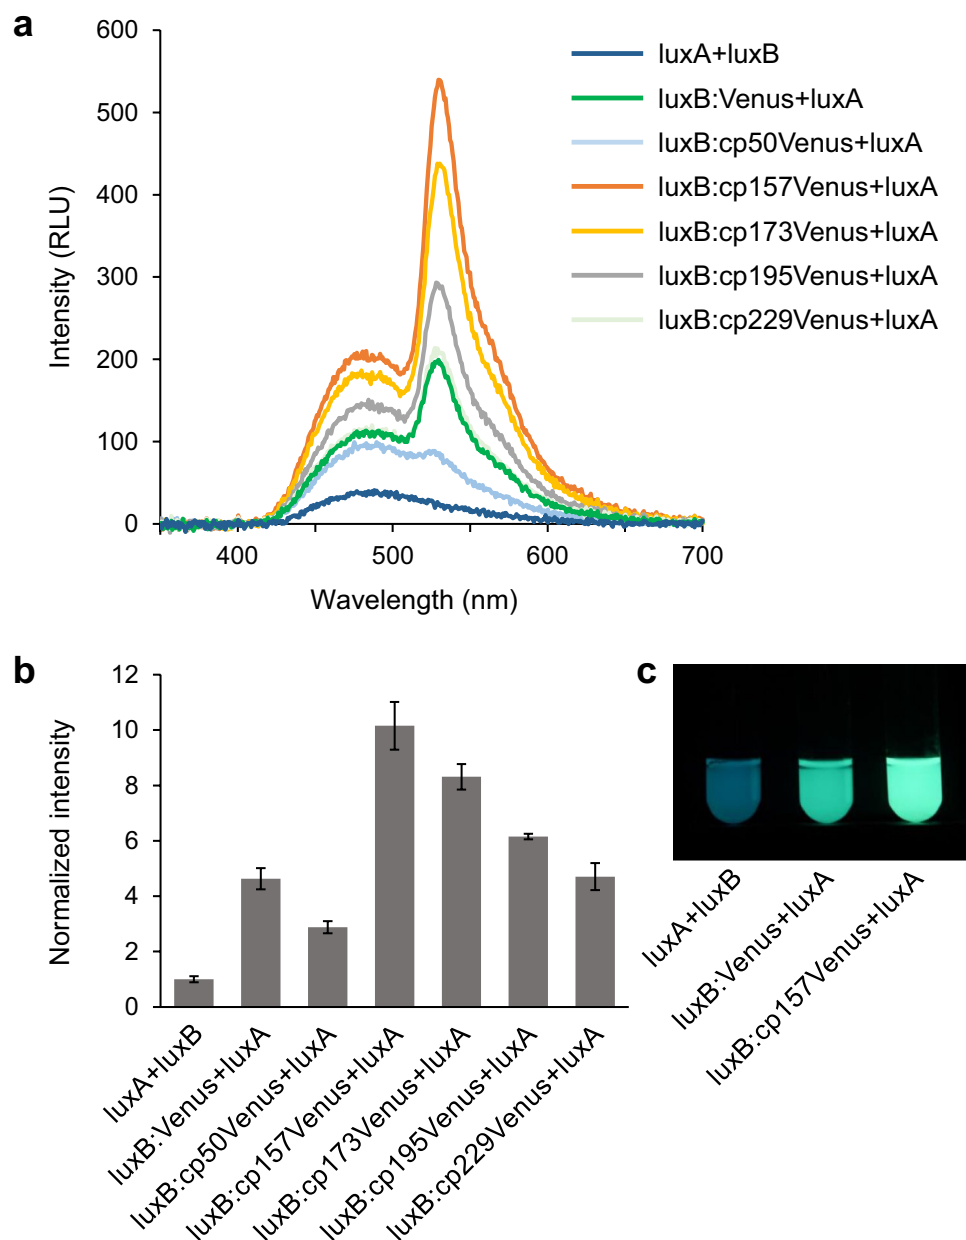 a
600
500
400
300
200
100
0
Intensity (RLU)
400
500
600
700
Wavelength (nm)
luxA+luxB
luxB:Venus+luxA
luxB:cp50Venus+luxA
luxB:cp157Venus+luxA
luxB:cp173Venus+luxA
luxB:cp195Venus+luxA
luxB:cp229Venus+luxA
b
12
10
8
6
4
2
0
Normalized intensity
luxA+luxB
luxB:Venus+luxA
luxB:cp50Venus+luxA
luxB:cp157Venus+luxA
luxB:cp173Venus+luxA
luxB:cp195Venus+luxA
luxB:cp229Venus+luxA
c
luxA+luxB
luxB:Venus+luxA
luxB:cp157Venus+luxA